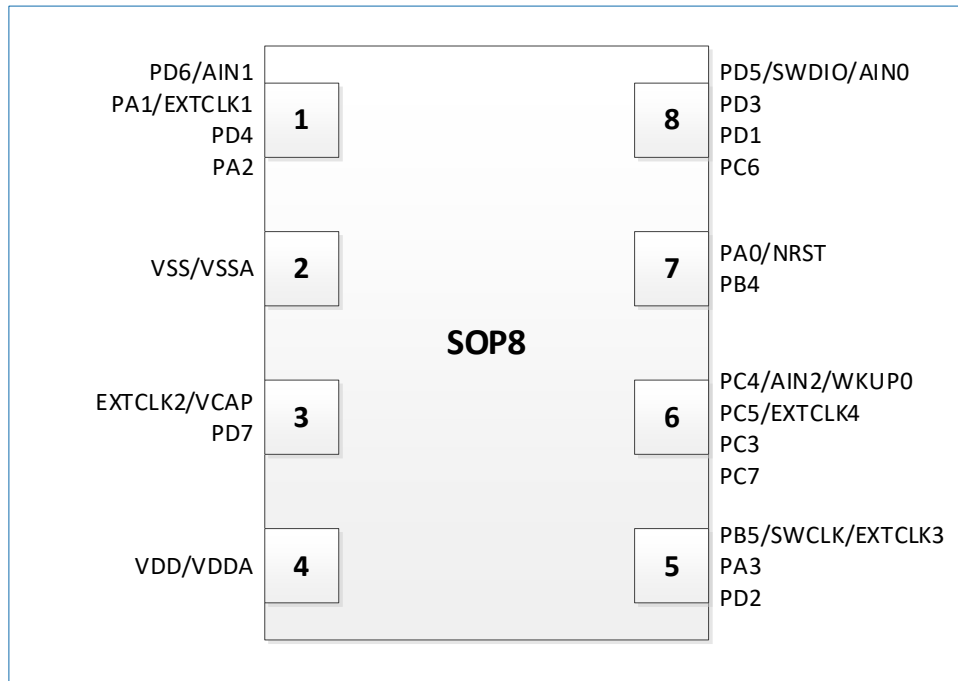 PD6/AIN1
PA1/EXTCLK1
PD4
PA2
1
VSS/VSSA
2
EXTCLK2/VCAP
PD7
3
VDD/VDDA
4
SOP8
8
PD5/SWDIO/AIN0
PD3
PD1
PC6
7
PA0/NRST
PB4
6
PC4/AIN2/WKUP0
PC5/EXTCLK4
PC3
PC7
5
PB5/SWCLK/EXTCLK3
PA3
PD2